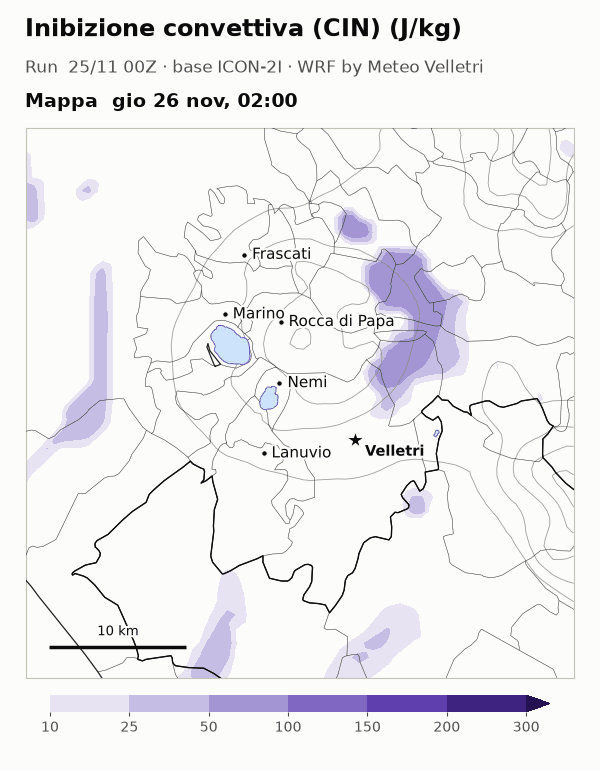 Inibizione convettiva (CIN) (J/kg)
Run  25/11 00Z · base ICON-2I · WRF by Meteo Velletri
Mappa  gio 26 nov, 02:00
Frascati
Marino
Rocca di Papa
Nemi
Velletri
Lanuvio
10 km
10 25 50 100 150 200 300